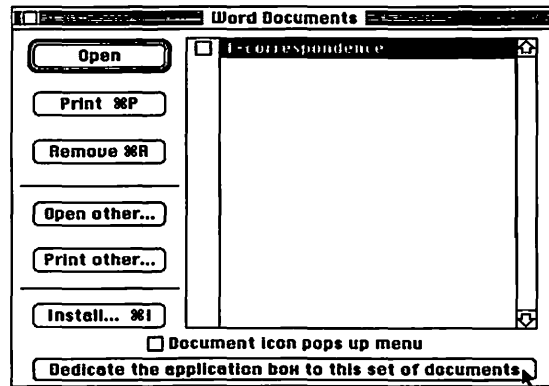 Word Documents
Open
1-correspondence
Print ⌘P
Remove ⌘R
Open other...
Print other...
Install... ⌘I
Document icon pops up menu
Dedicate the application box to this set of documents